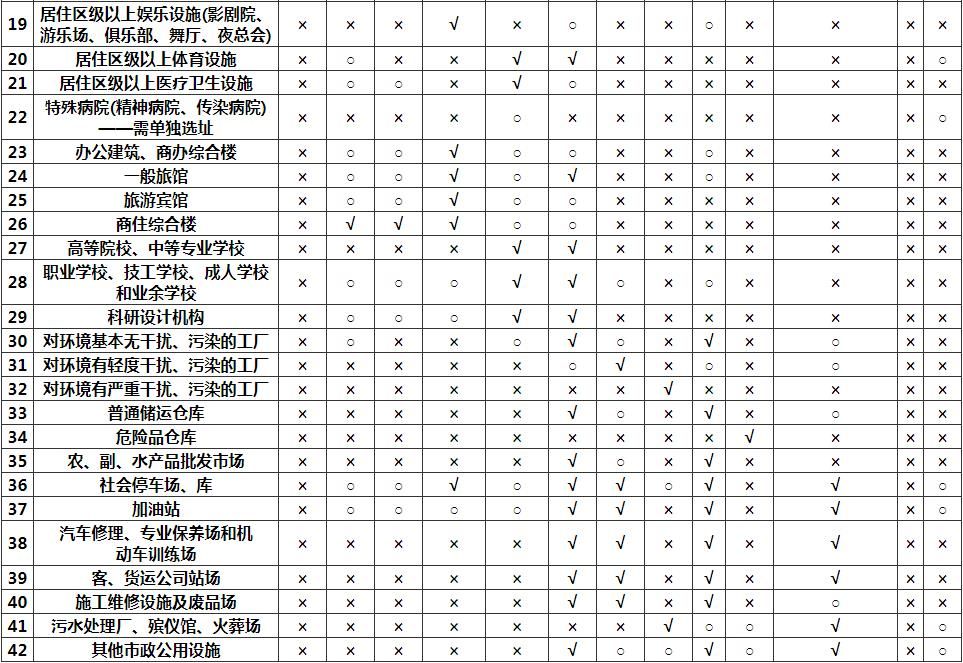 19 居住区级以上娱乐设施(影剧院、 × × × √ × ○ × × ○ × × × ×
游乐场、俱乐部、舞厅、夜总会)
20 居住区级以上体育设施 × ○ × × √ √ × × × × × × ○
21 居住区级以上医疗卫生设施 × ○ ○ × √ ○ × × × × × × ×
22 特殊病院(精神病院、传染病院) × × × × ○ × × × × × × × ○
——需单独选址
23 办公建筑、商办综合楼 × ○ ○ √ ○ ○ × × ○ × × × ×
24 一般旅馆 × ○ ○ √ ○ √ × × ○ × × × ×
25 旅游宾馆 × ○ ○ √ ○ ○ × × × × × × ×
26 商住综合楼 × √ √ √ ○ ○ × × × × × × ×
27 高等院校、中等专业学校 × × × × √ √ × × × × × × ×
28 职业学校、技工学校、成人学校 × ○ ○ ○ √ √ ○ × ○ × × × ×
和业余学校
29 科研设计机构 × ○ ○ ○ √ √ × × × × × × ×
30 对环境基本无干扰、污染的工厂 × ○ × × ○ √ ○ × √ × ○ × ×
31 对环境有轻度干扰、污染的工厂 × × × × × ○ √ × ○ × ○ × ×
32 对环境有严重干扰、污染的工厂 × × × × × × × √ × × × × ×
33 普通储运仓库 × × × × × √ ○ × √ × ○ × ×
34 危险品仓库 × × × × × × × × × √ × × ×
35 农、副、水产品批发市场 × × × × × √ ○ × √ × × × ×
36 社会停车场、库 × ○ ○ √ ○ √ √ ○ √ × √ × ○
37 加油站 × ○ ○ ○ ○ √ √ × √ × √ × ○
38 汽车修理、专业保养场和机 × × × × × √ √ × √ × √ × ×
动车训练场
39 客、货运公司站场 × × × × × √ √ × √ × √ × ×
40 施工维修设施及废品场 × × × × × √ √ × √ × ○ × ×
41 污水处理厂、殡仪馆、火葬场 × × × × × × × √ ○ ○ √ × ○
42 其他市政公用设施 × × × × × √ ○ ○ √ ○ √ × ○